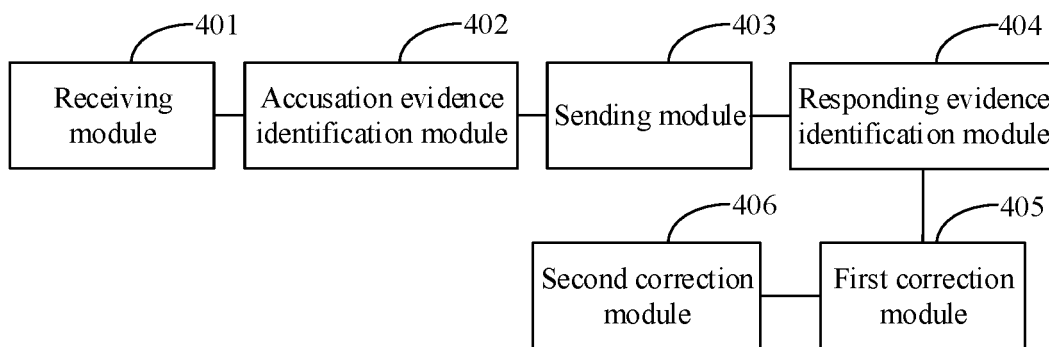 401
402
403
404
Receiving
module
Accusation evidence
identification module
Sending module
Responding evidence
identification module
406
405
Second correction
module
First correction
module